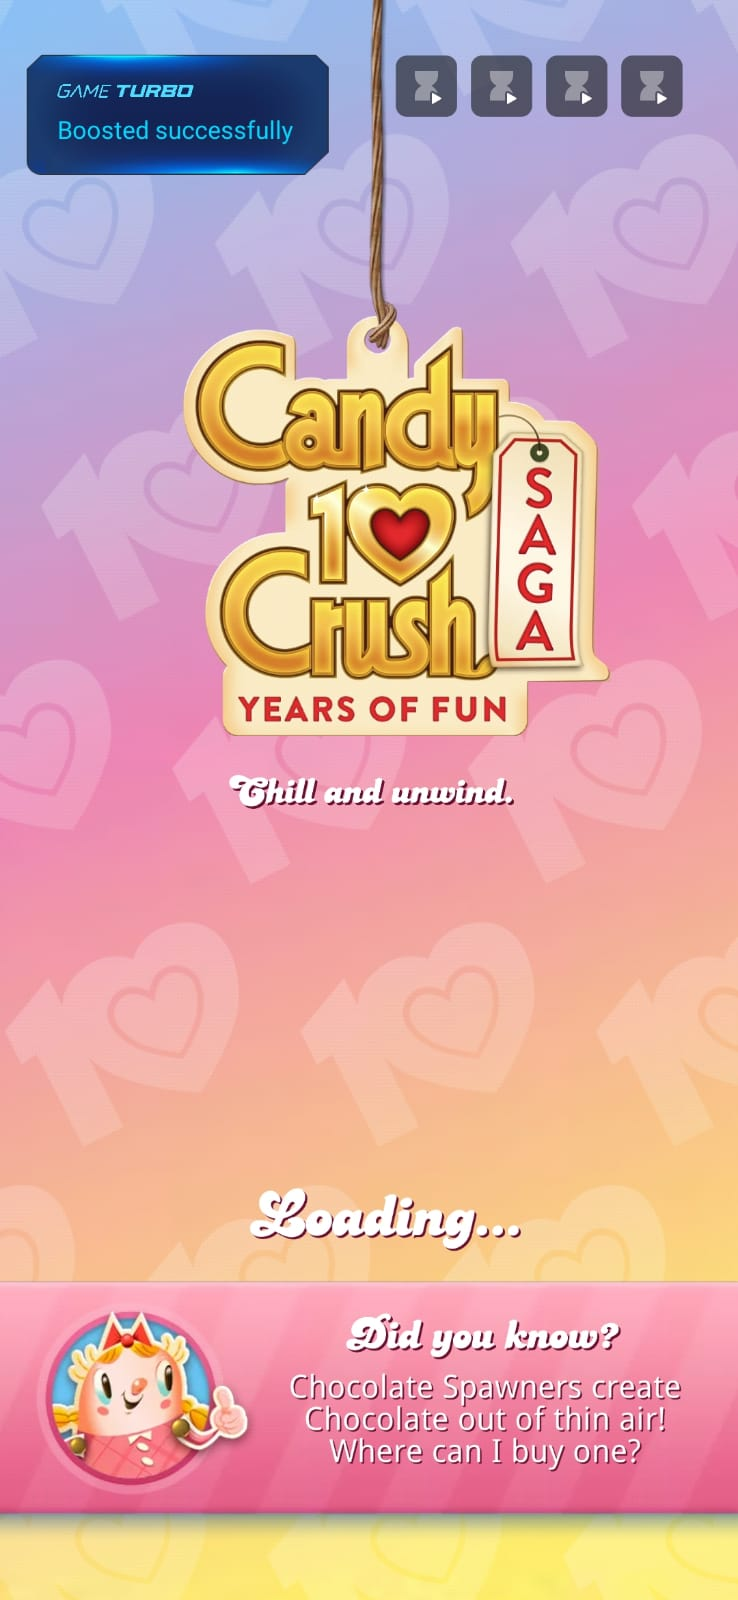 GAME TURBO
Boosted successfully
Candy
10
Crush
SAGA
YEARS OF FUN
Chill and unwind.
Loading...
Did you know?
Chocolate Spawners create
Chocolate out of thin air!
Where can I buy one?